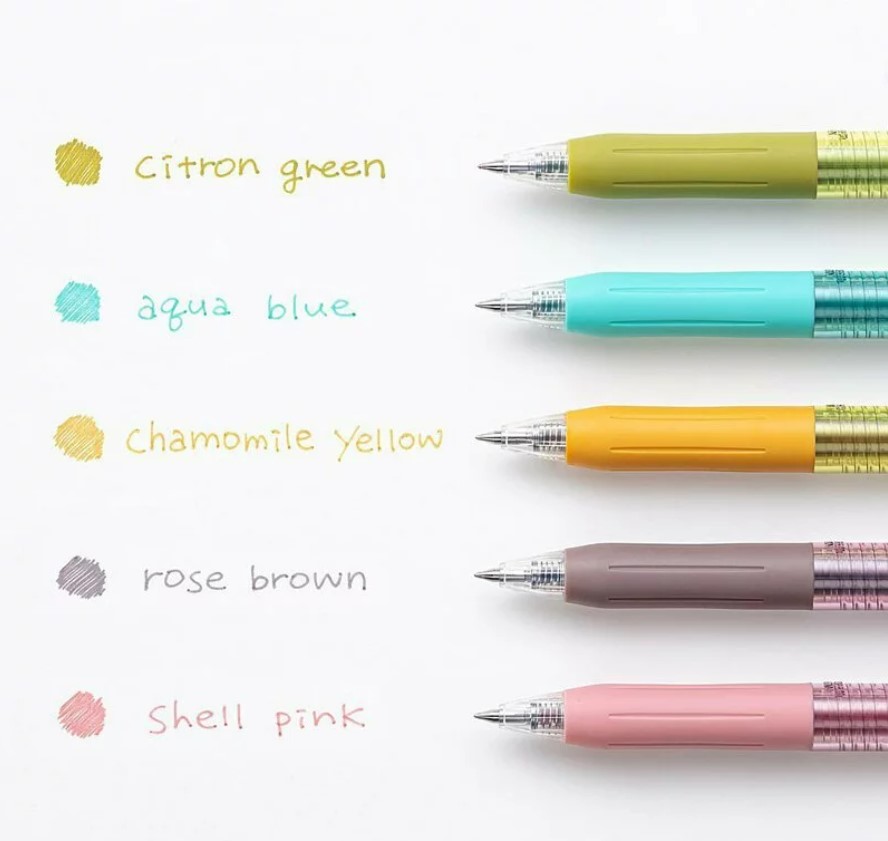 Citron green
aqua blue
Chamomile Yellow
rose brown
Shell pink